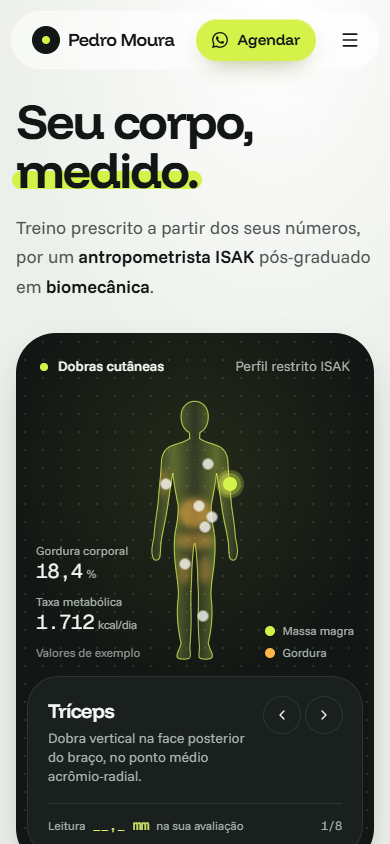 Pedro Moura
Agendar
Seu corpo,
medido.
Treino prescrito a partir dos seus números,
por um antropometrista ISAK pós-graduado
em biomecânica.
Dobras cutâneas
Perfil restrito ISAK
Gordura corporal
18,4 %
Taxa metabólica
1.712 kcal/dia
Valores de exemplo
Massa magra
Gordura
Tríceps
Dobra vertical na face posterior
do braço, no ponto médio
acrômio-radial.
Leitura __,_ mm na sua avaliação
1/8